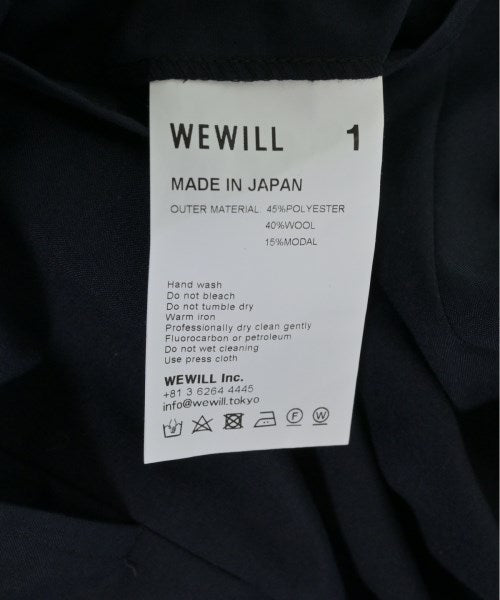 WEWILL 1
MADE IN JAPAN
OUTER MATERIAL: 45%POLYESTER
40%WOOL
15%MODAL
Hand wash
Do not bleach
Do not tumble dry
Warm iron
Professionally dry clean gently
Fluorocarbon or petroleum
Do not wet cleaning
Use press cloth
WEWILL Inc.
+81 3 6264 4445
info@wewill.tokyo
F W